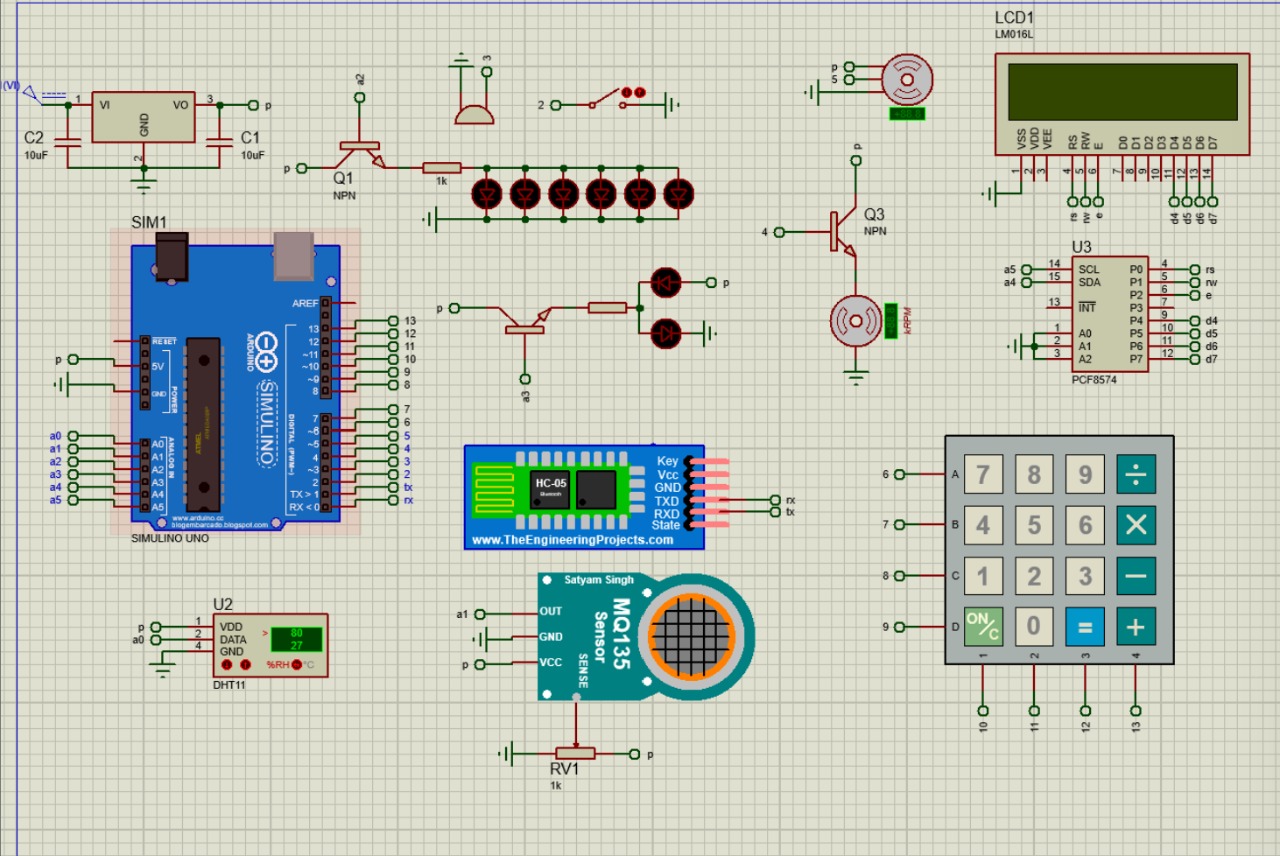 LCD1
LM016L
VSS VDD VEE RS RW E D0 D1 D2 D3 D4 D5 D6 D7
1 2 3 4 5 6 7 8 9 10 11 12 13 14
rs rw e d4 d5 d6 d7
(VI)
1 VI VO 3 p
GND
2
C2
10uF
C1
10uF
a2
p
Q1
NPN
1k
3
2
p
5
p
4
Q3
NPN
kRPM
p
a3
p
U3
a5 14 SCL
a4 15 SDA
13 INT
1 A0
2 A1
3 A2
P0 4 rs
P1 5 rw
P2 6 e
P3 7
P4 9 d4
P5 10 d5
P6 11 d6
P7 12 d7
PCF8574
SIM1
AREF
RESET
p 5V
GND
POWER
ARDUINO
SIMULINO
ATMEL
ANALOG IN
DIGITAL (PWM~)
13 13
12 12
~11 11
~10 10
~9 9
8 8
7 7
~6 6
~5 5
4 4
~3 3
2 2
TX > 1 tx
RX < 0 rx
a0 A0
a1 A1
a2 A2
a3 A3
a4 A4
a5 A5
www.arduino.cc
blogembarcado.blogspot.com
SIMULINO UNO
HC-05
Bluetooth
Key
Vcc
GND
TXD rx
RXD tx
State
www.TheEngineeringProjects.com
6 A 7 8 9 ÷
7 B 4 5 6 ×
8 C 1 2 3 −
9 D ON/C 0 = +
1 2 3 4
10 11 12 13
U2
p 1 VDD
a0 2 DATA
4 GND
> 80
27
%RH °C
DHT11
Satyam Singh
a1 OUT
GND
p VCC
SENSE
MQ135
Sensor
RV1
1k
p